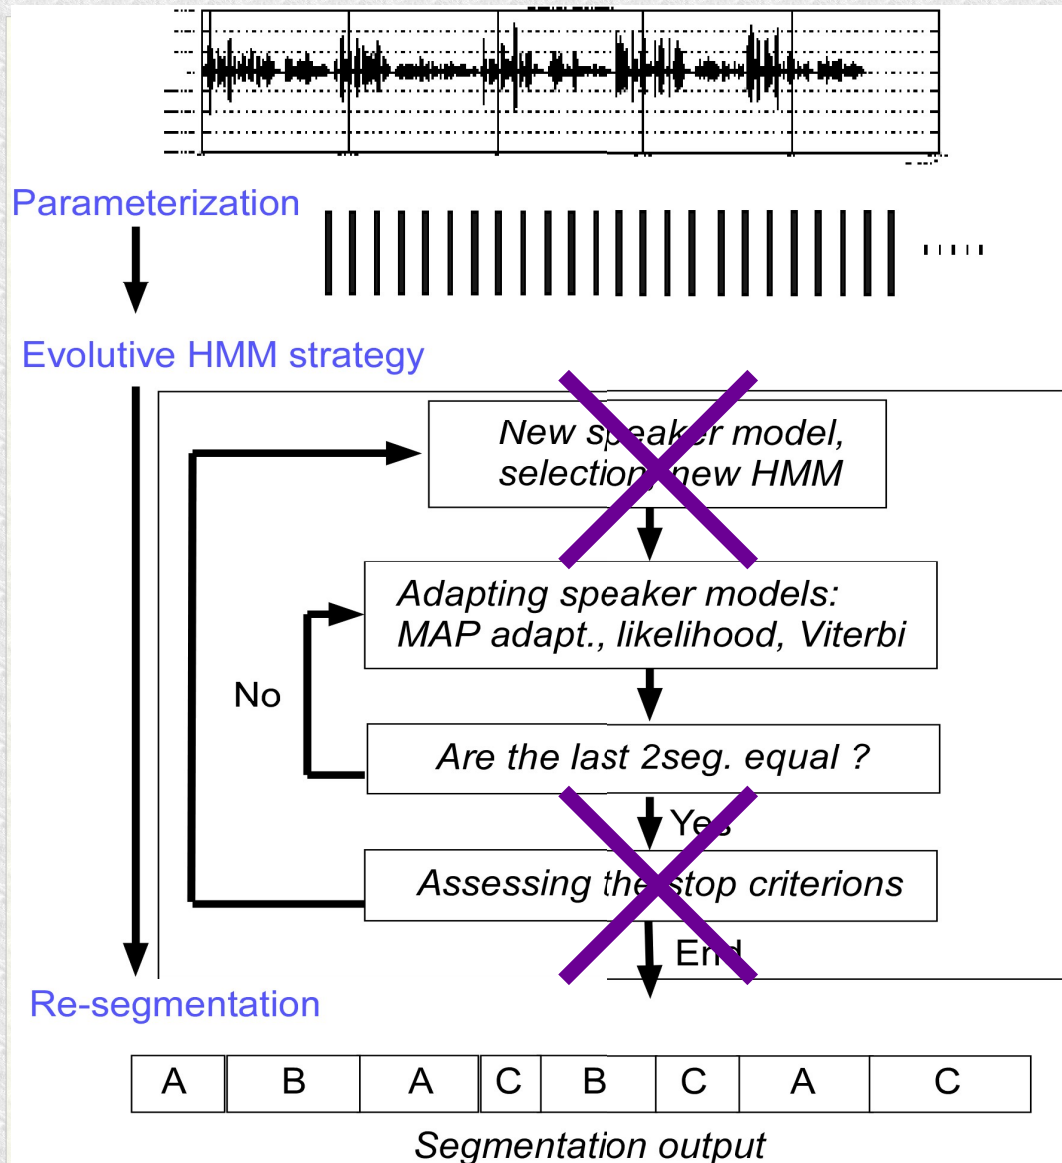 Parameterization
Evolutive HMM strategy
New speaker model,
selection, new HMM
Adapting speaker models:
MAP adapt., likelihood, Viterbi
No
Are the last 2seg. equal ?
Yes
Assessing the stop criterions
End
Re-segmentation
A B A C B C A C
Segmentation output